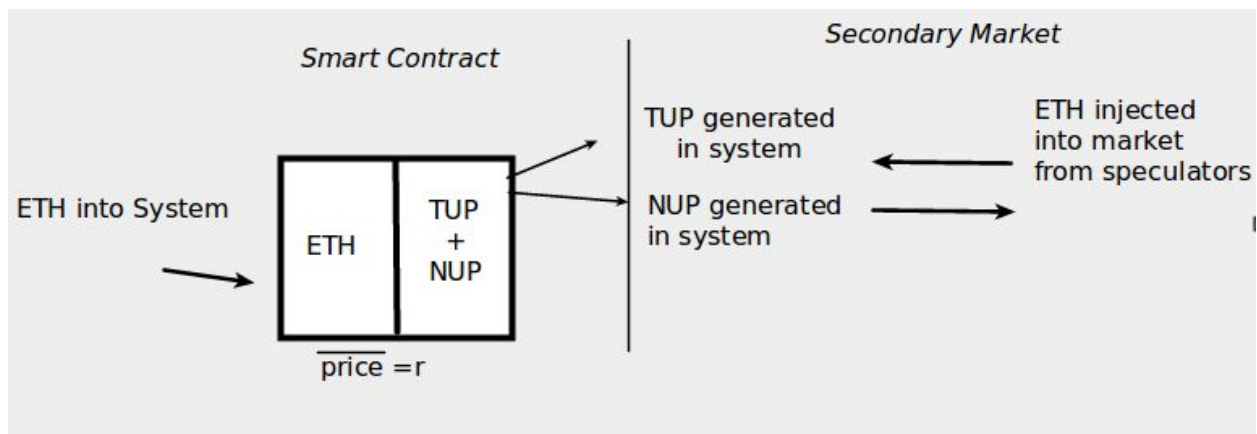 Smart Contract
Secondary Market
ETH into System
ETH
TUP
+
NUP
price = r
TUP generated
in system
NUP generated
in system
ETH injected
into market
from speculators